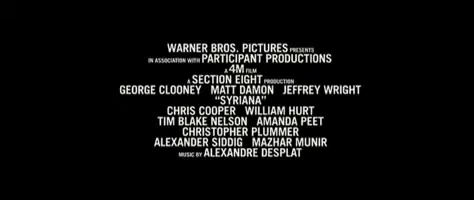 WARNER BROS. PICTURES PRESENTS
IN ASSOCIATION WITH PARTICIPANT PRODUCTIONS
A 4M FILM
A SECTION EIGHT PRODUCTION
GEORGE CLOONEY MATT DAMON JEFFREY WRIGHT
"SYRIANA"
CHRIS COOPER WILLIAM HURT
TIM BLAKE NELSON AMANDA PEET
CHRISTOPHER PLUMMER
ALEXANDER SIDDIG MAZHAR MUNIR
MUSIC BY ALEXANDRE DESPLAT